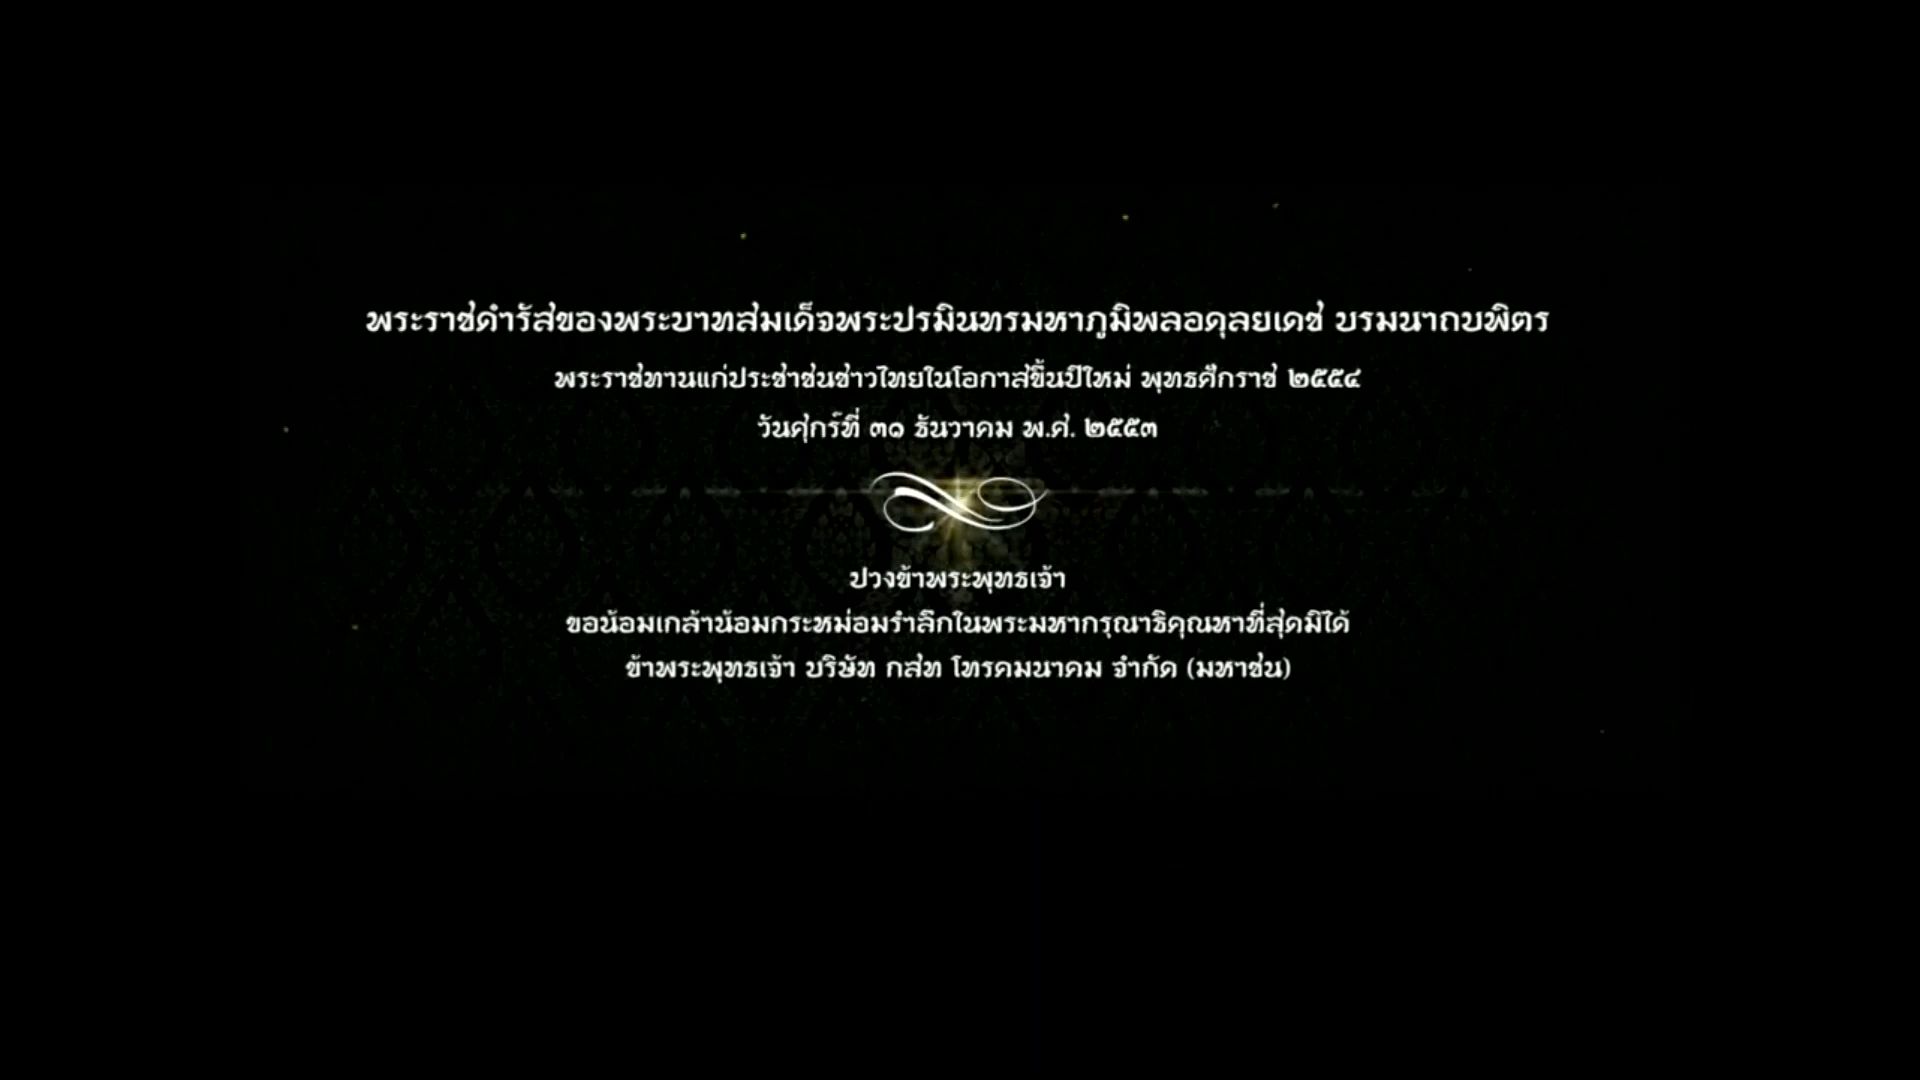 พระราชดำรัสของพระบาทสมเด็จพระปรมินทรมหาภูมิพลอดุลยเดช บรมนาถบพิตร
พระราชทานแก่ประชาชนชาวไทยในโอกาสขึ้นปีใหม่ พุทธศักราช ๒๕๕๔
วันศุกร์ที่ ๓๑ ธันวาคม พ.ศ. ๒๕๕๓
ปวงข้าพระพุทธเจ้า
ขอน้อมเกล้าน้อมกระหม่อมรำลึกในพระมหากรุณาธิคุณหาที่สุดมิได้
ข้าพระพุทธเจ้า บริษัท กสท โทรคมนาคม จำกัด (มหาชน)